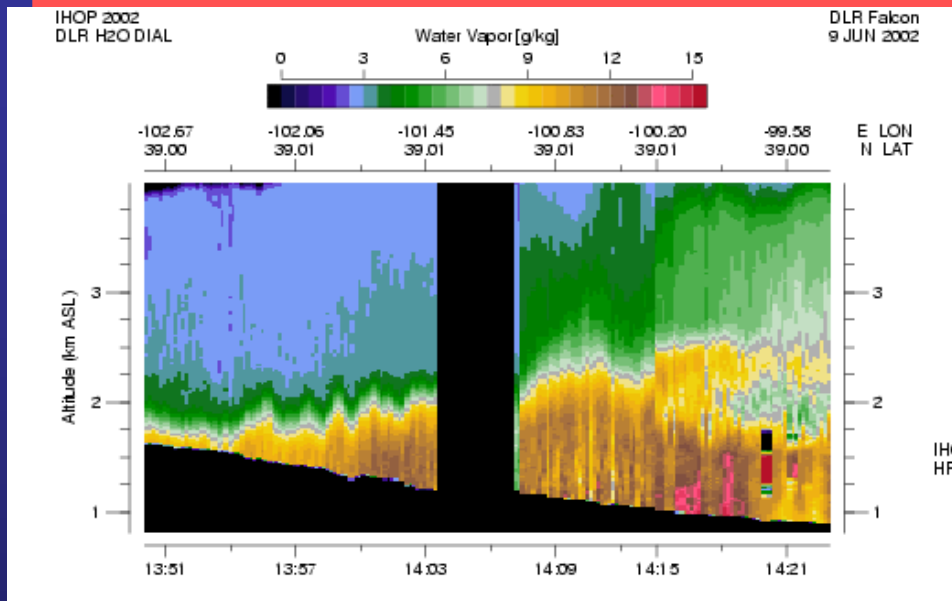 IHOP 2002
DLR H2O DIAL
DLR Falcon
9 JUN 2002
Water Vapor [g/kg]
0 3 6 9 12 15
-102.67 -102.06 -101.45 -100.83 -100.20 -99.58 E LON
39.00 39.01 39.01 39.01 39.01 39.00 N LAT
Altitude (km ASL)
3 3
2 2
1 1
IHO
HF
13:51 13:57 14:03 14:09 14:15 14:21